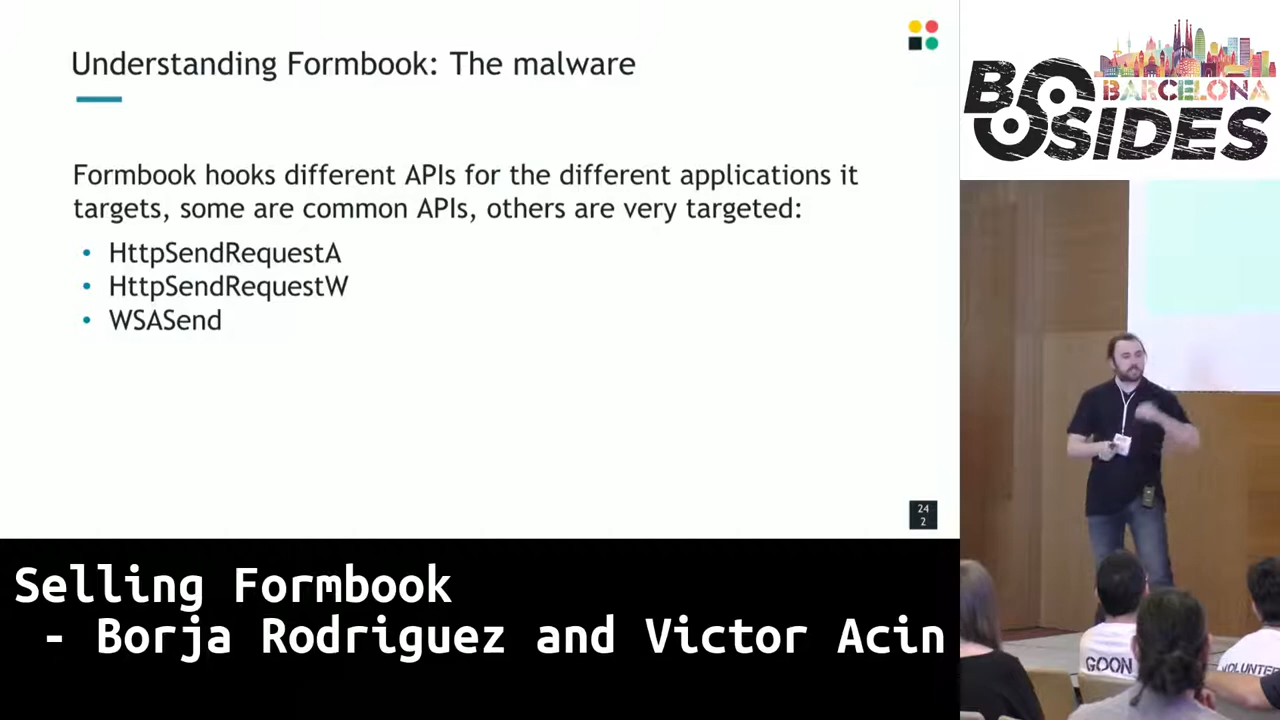 Understanding Formbook: The malware
Formbook hooks different APIs for the different applications it
targets, some are common APIs, others are very targeted:
• HttpSendRequestA
• HttpSendRequestW
• WSASend
24
2
BSIDES
BARCELONA
GOON
VOLUNTEER
Selling Formbook
- Borja Rodriguez and Victor Acin